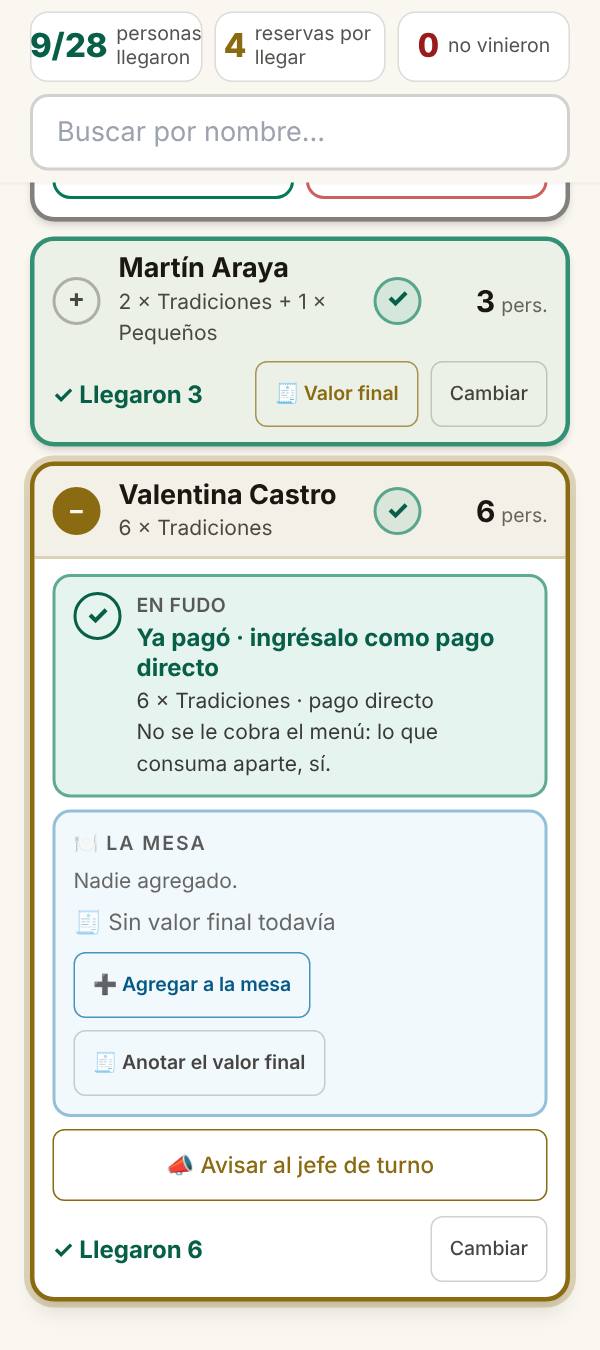 9/28 personas llegaron
4 reservas por llegar
0 no vinieron
Buscar por nombre...
Martín Araya
2 × Tradiciones + 1 ×
Pequeños
3 pers.
✓ Llegaron 3
Valor final
Cambiar
Valentina Castro
6 × Tradiciones
6 pers.
EN FUDO
Ya pagó · ingrésalo como pago
directo
6 × Tradiciones · pago directo
No se le cobra el menú: lo que
consuma aparte, sí.
LA MESA
Nadie agregado.
Sin valor final todavía
Agregar a la mesa
Anotar el valor final
Avisar al jefe de turno
✓ Llegaron 6
Cambiar